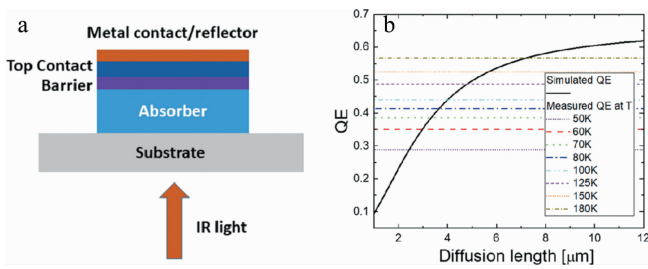 a
Metal contact/reflector
Top Contact
Barrier
Absorber
Substrate
IR light
b
0.7
0.6
0.5
0.4
0.3
0.2
0.1
QE
Simulated QE
Measured QE at T
50K
60K
70K
80K
100K
125K
150K
180K
2 4 6 8 10 12
Diffusion length [μm]